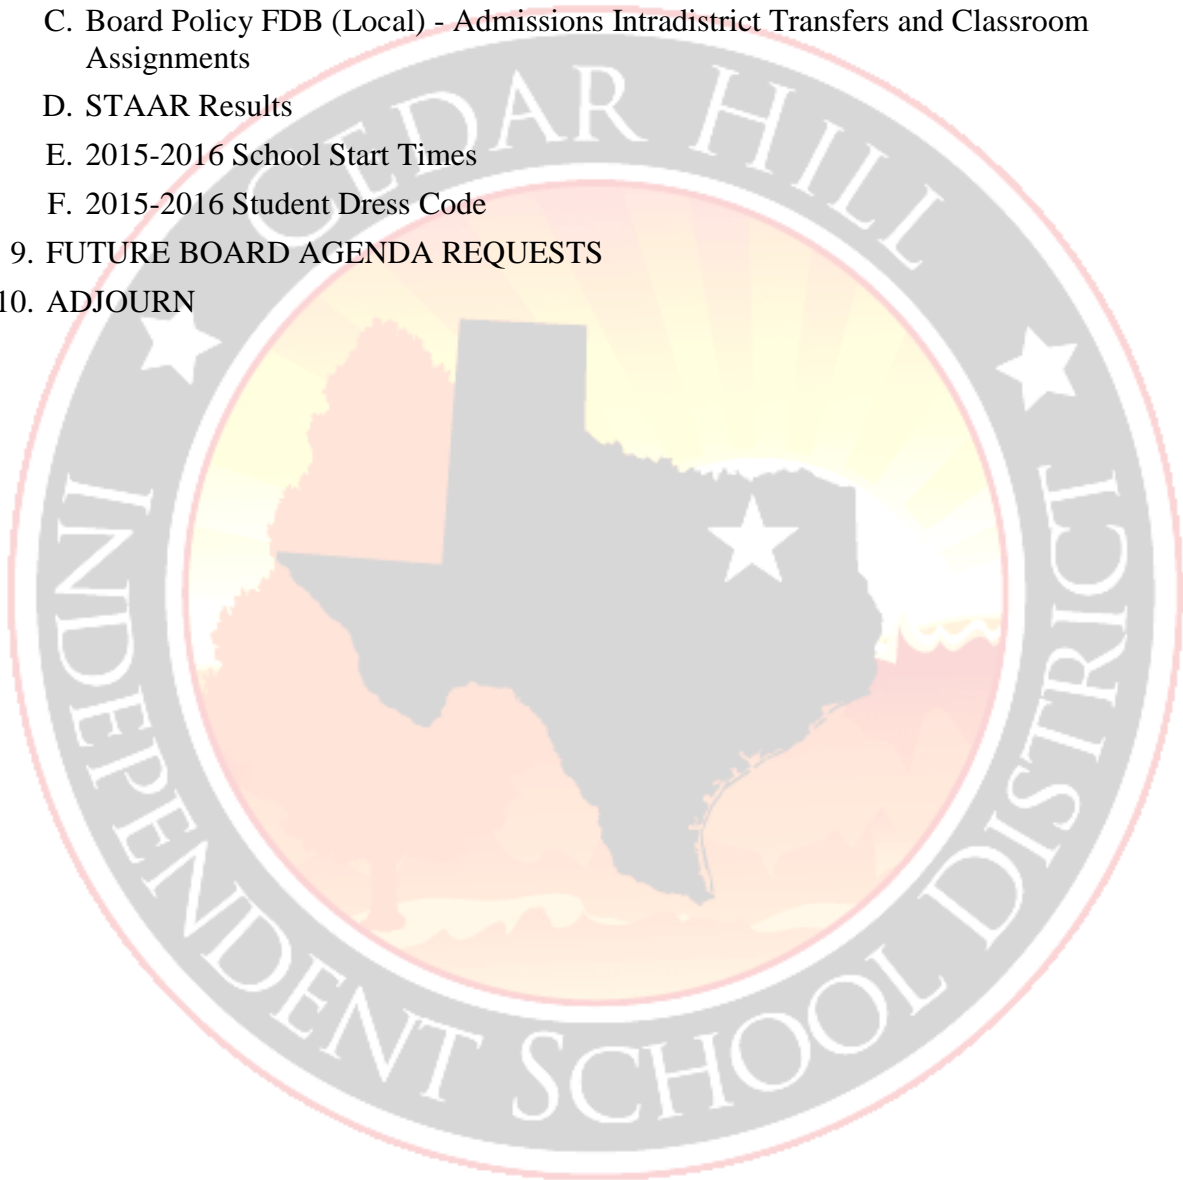 C. Board Policy FDB (Local) - Admissions Intradistrict Transfers and Classroom
Assignments
D. STAAR Results
E. 2015-2016 School Start Times
F. 2015-2016 Student Dress Code
9. FUTURE BOARD AGENDA REQUESTS
10. ADJOURN
CEDAR HILL
INDEPENDENT SCHOOL DISTRICT